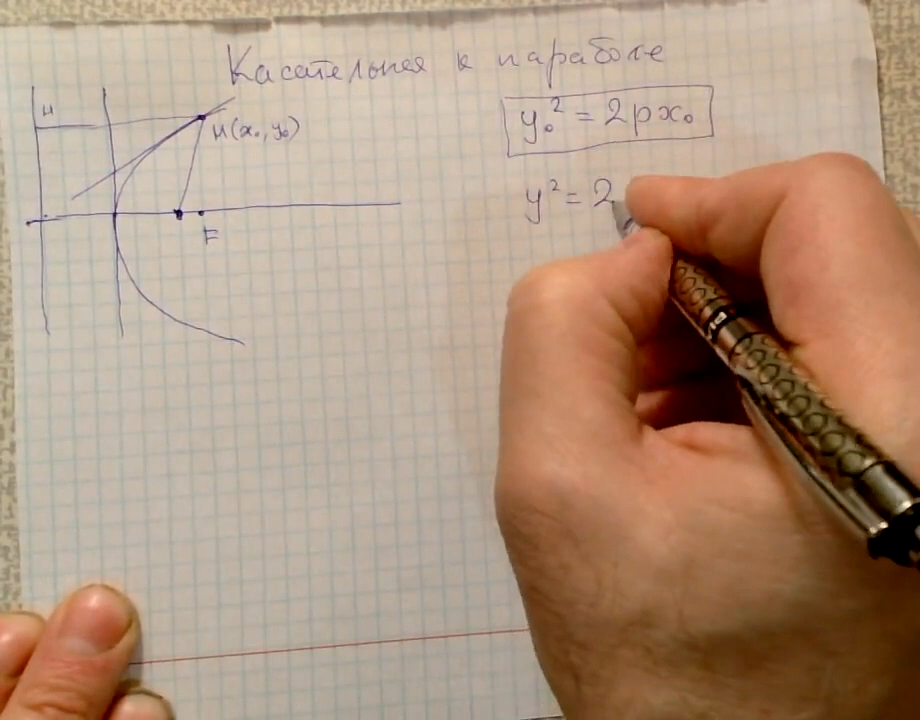 Касательная к параболе
y₀² = 2px₀
H
M(x₀, y₀)
y² = 2
F